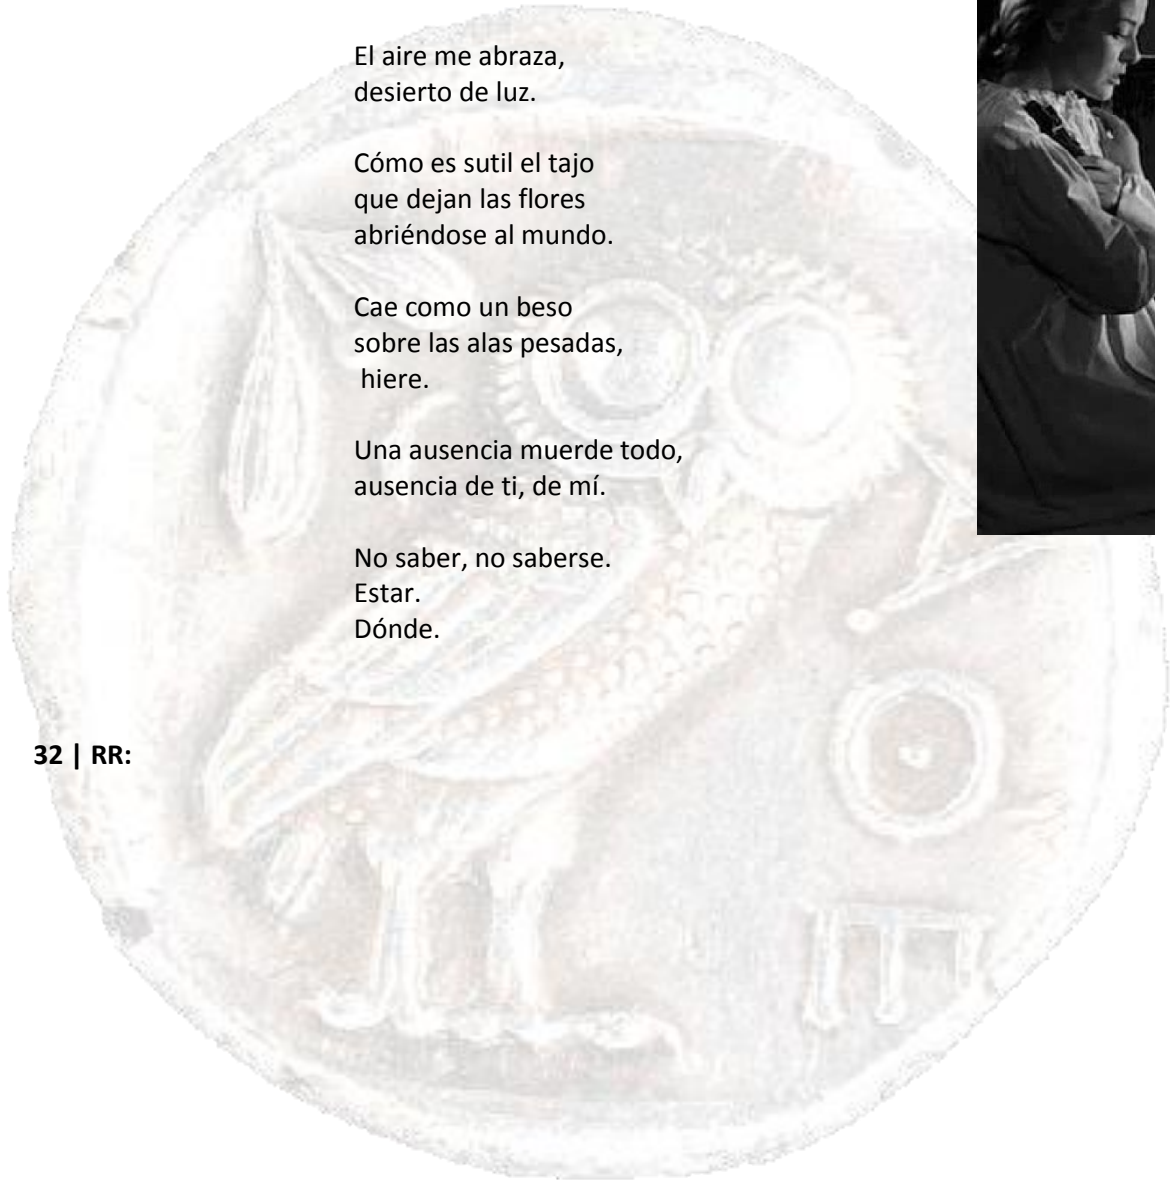 El aire me abraza,
desierto de luz.
Cómo es sutil el tajo
que dejan las flores
abriéndose al mundo.
Cae como un beso
sobre las alas pesadas,
hiere.
Una ausencia muerde todo,
ausencia de ti, de mí.
No saber, no saberse.
Estar.
Dónde.
32 | RR: